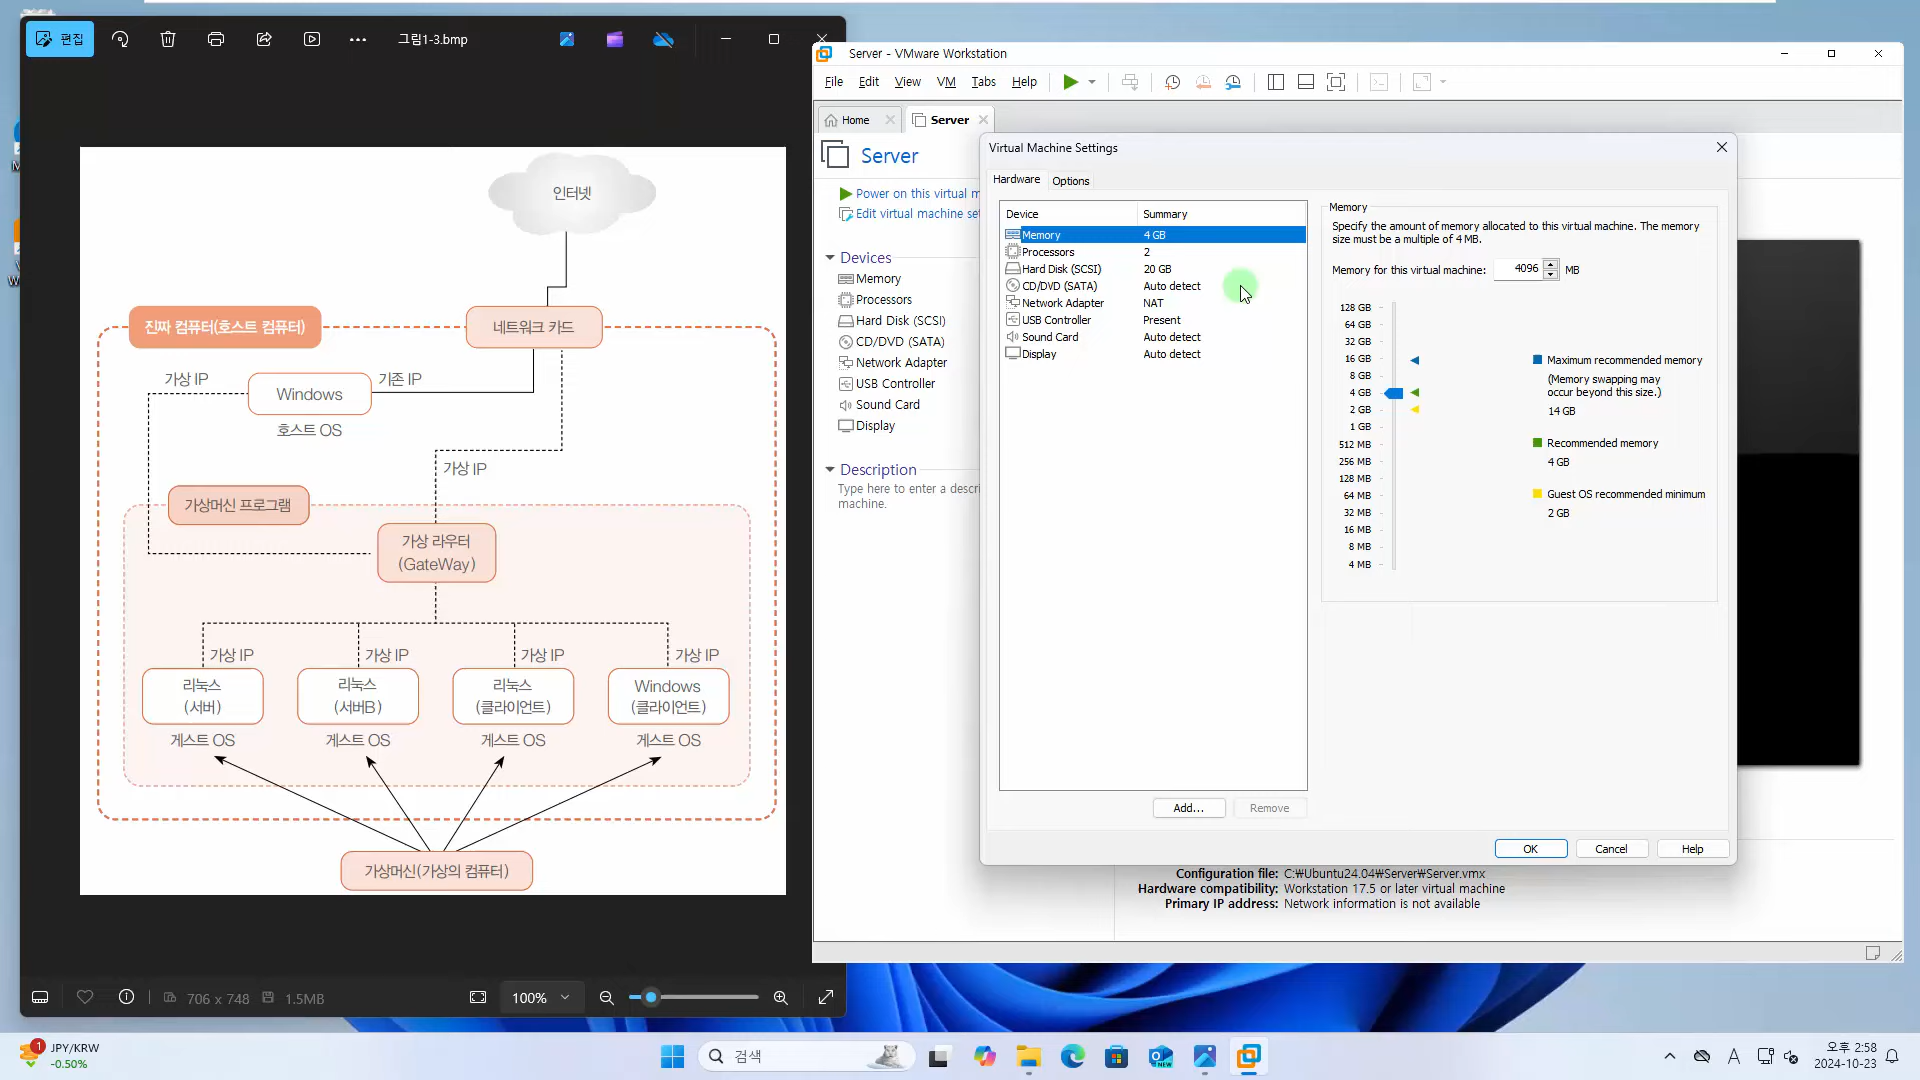 편집
그림1-3.bmp
인터넷
진짜 컴퓨터(호스트 컴퓨터)
네트워크 카드
가상 IP
Windows
기존 IP
호스트 OS
가상 IP
가상머신 프로그램
가상 라우터
(GateWay)
가상 IP
가상 IP
가상 IP
가상 IP
리눅스
(서버)
리눅스
(서버B)
리눅스
(클라이언트)
Windows
(클라이언트)
게스트 OS
게스트 OS
게스트 OS
게스트 OS
가상머신(가상의 컴퓨터)
706 x 748
1.5MB
100%
Server - VMware Workstation
File Edit View VM Tabs Help
Home
Server
Server
Power on this virtual m
Edit virtual machine set
Devices
Memory
Processors
Hard Disk (SCSI)
CD/DVD (SATA)
Network Adapter
USB Controller
Sound Card
Display
Description
Type here to enter a descri
machine.
Virtual Machine Settings
Hardware
Options
Device Summary
Memory 4 GB
Processors 2
Hard Disk (SCSI) 20 GB
CD/DVD (SATA) Auto detect
Network Adapter NAT
USB Controller Present
Sound Card Auto detect
Display Auto detect
Add...
Remove
Memory
Specify the amount of memory allocated to this virtual machine. The memory
size must be a multiple of 4 MB.
Memory for this virtual machine: 4096 MB
128 GB
64 GB
32 GB
16 GB
8 GB
4 GB
2 GB
1 GB
512 MB
256 MB
128 MB
64 MB
32 MB
16 MB
8 MB
4 MB
Maximum recommended memory
(Memory swapping may
occur beyond this size.)
14 GB
Recommended memory
4 GB
Guest OS recommended minimum
2 GB
OK
Cancel
Help
Configuration file: C:₩Ubuntu24.04₩Server₩Server.vmx
Hardware compatibility: Workstation 17.5 or later virtual machine
Primary IP address: Network information is not available
1
JPY/KRW
-0.50%
검색
NEW
A
오후 2:58
2024-10-23